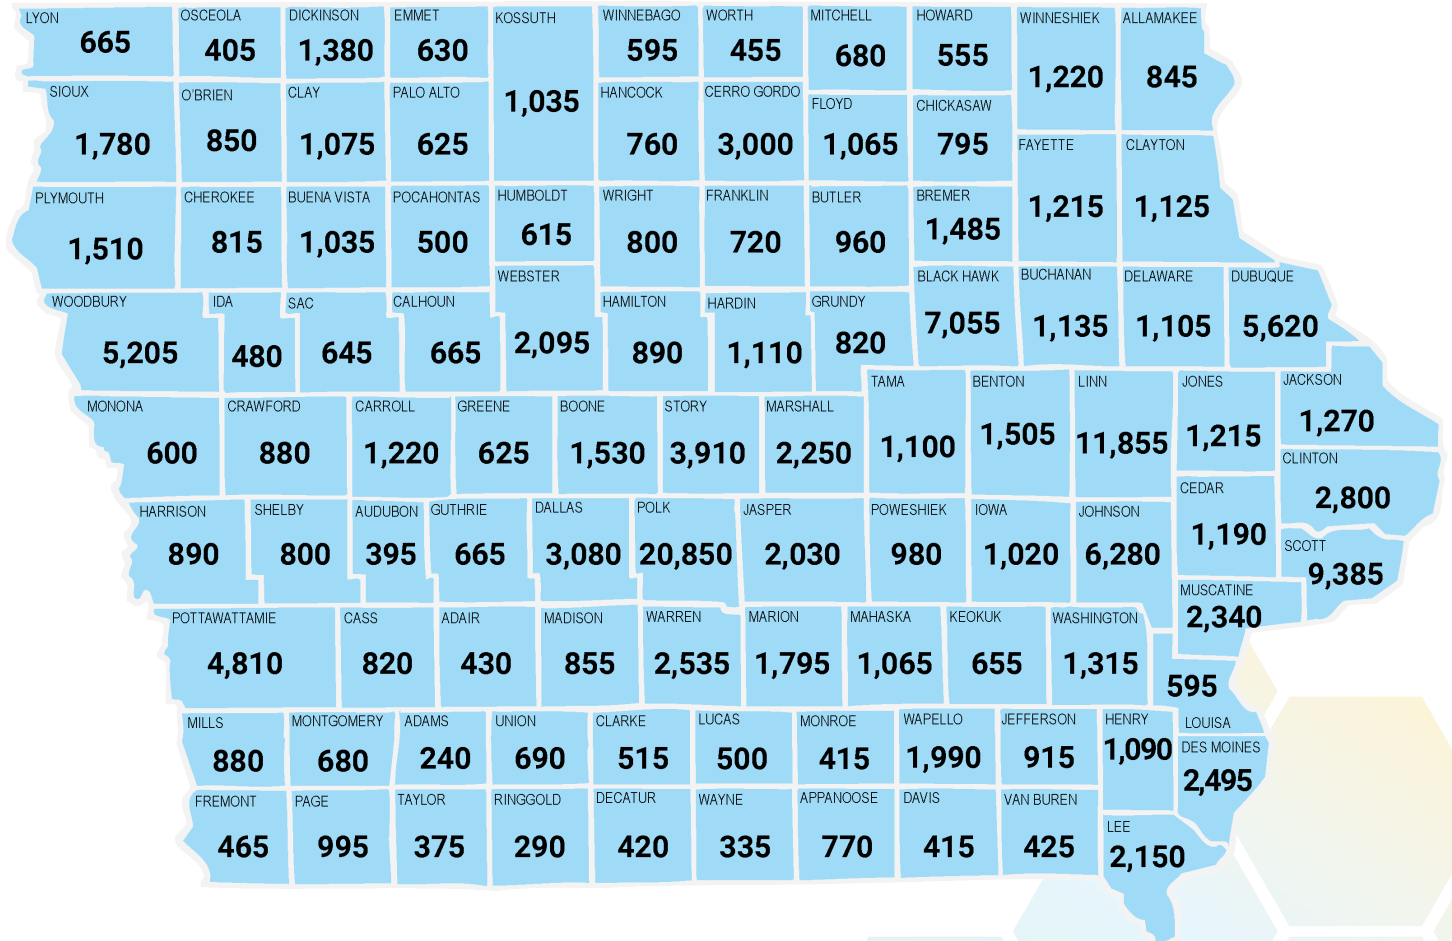 LYON
665
OSCEOLA
405
DICKINSON
1,380
EMMET
630
KOSSUTH
1,035
WINNEBAGO
595
WORTH
455
MITCHELL
680
HOWARD
555
WINNESHIEK
1,220
ALLAMAKEE
845
SIOUX
1,780
O'BRIEN
850
CLAY
1,075
PALO ALTO
625
HANCOCK
760
CERRO GORDO
3,000
FLOYD
1,065
CHICKASAW
795
FAYETTE
1,215
CLAYTON
1,125
PLYMOUTH
1,510
CHEROKEE
815
BUENA VISTA
1,035
POCAHONTAS
500
HUMBOLDT
615
WRIGHT
800
FRANKLIN
720
BUTLER
960
BREMER
1,485
WOODBURY
5,205
IDA
480
SAC
645
CALHOUN
665
WEBSTER
2,095
HAMILTON
890
HARDIN
1,110
GRUNDY
820
BLACK HAWK
7,055
BUCHANAN
1,135
DELAWARE
1,105
DUBUQUE
5,620
MONONA
600
CRAWFORD
880
CARROLL
1,220
GREENE
625
BOONE
1,530
STORY
3,910
MARSHALL
2,250
TAMA
1,100
BENTON
1,505
LINN
11,855
JONES
1,215
JACKSON
1,270
CLINTON
2,800
HARRISON
890
SHELBY
800
AUDUBON
395
GUTHRIE
665
DALLAS
3,080
POLK
20,850
JASPER
2,030
POWESHIEK
980
IOWA
1,020
JOHNSON
6,280
CEDAR
1,190
SCOTT
9,385
MUSCATINE
2,340
POTTAWATTAMIE
4,810
CASS
820
ADAIR
430
MADISON
855
WARREN
2,535
MARION
1,795
MAHASKA
1,065
KEOKUK
655
WASHINGTON
1,315
595
LOUISA
MILLS
880
MONTGOMERY
680
ADAMS
240
UNION
690
CLARKE
515
LUCAS
500
MONROE
415
WAPELLO
1,990
JEFFERSON
915
HENRY
1,090
DES MOINES
2,495
FREMONT
465
PAGE
995
TAYLOR
375
RINGGOLD
290
DECATUR
420
WAYNE
335
APPANOOSE
770
DAVIS
415
VAN BUREN
425
LEE
2,150